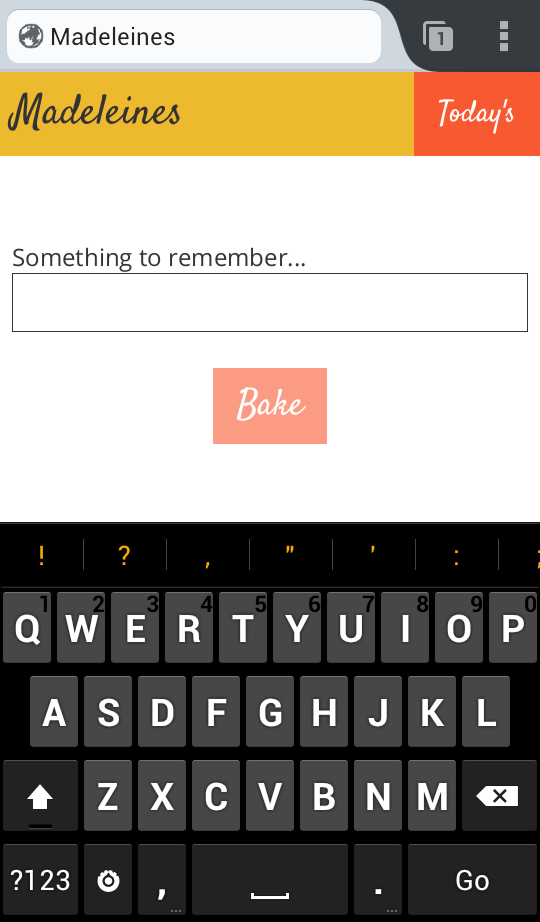 Madeleines
1
Madeleines
Today's
Something to remember...
Bake
! ? , " ' : ;
1 2 3 4 5 6 7 8 9 0
Q W E R T Y U I O P
A S D F G H J K L
Z X C V B N M
?123 , . Go